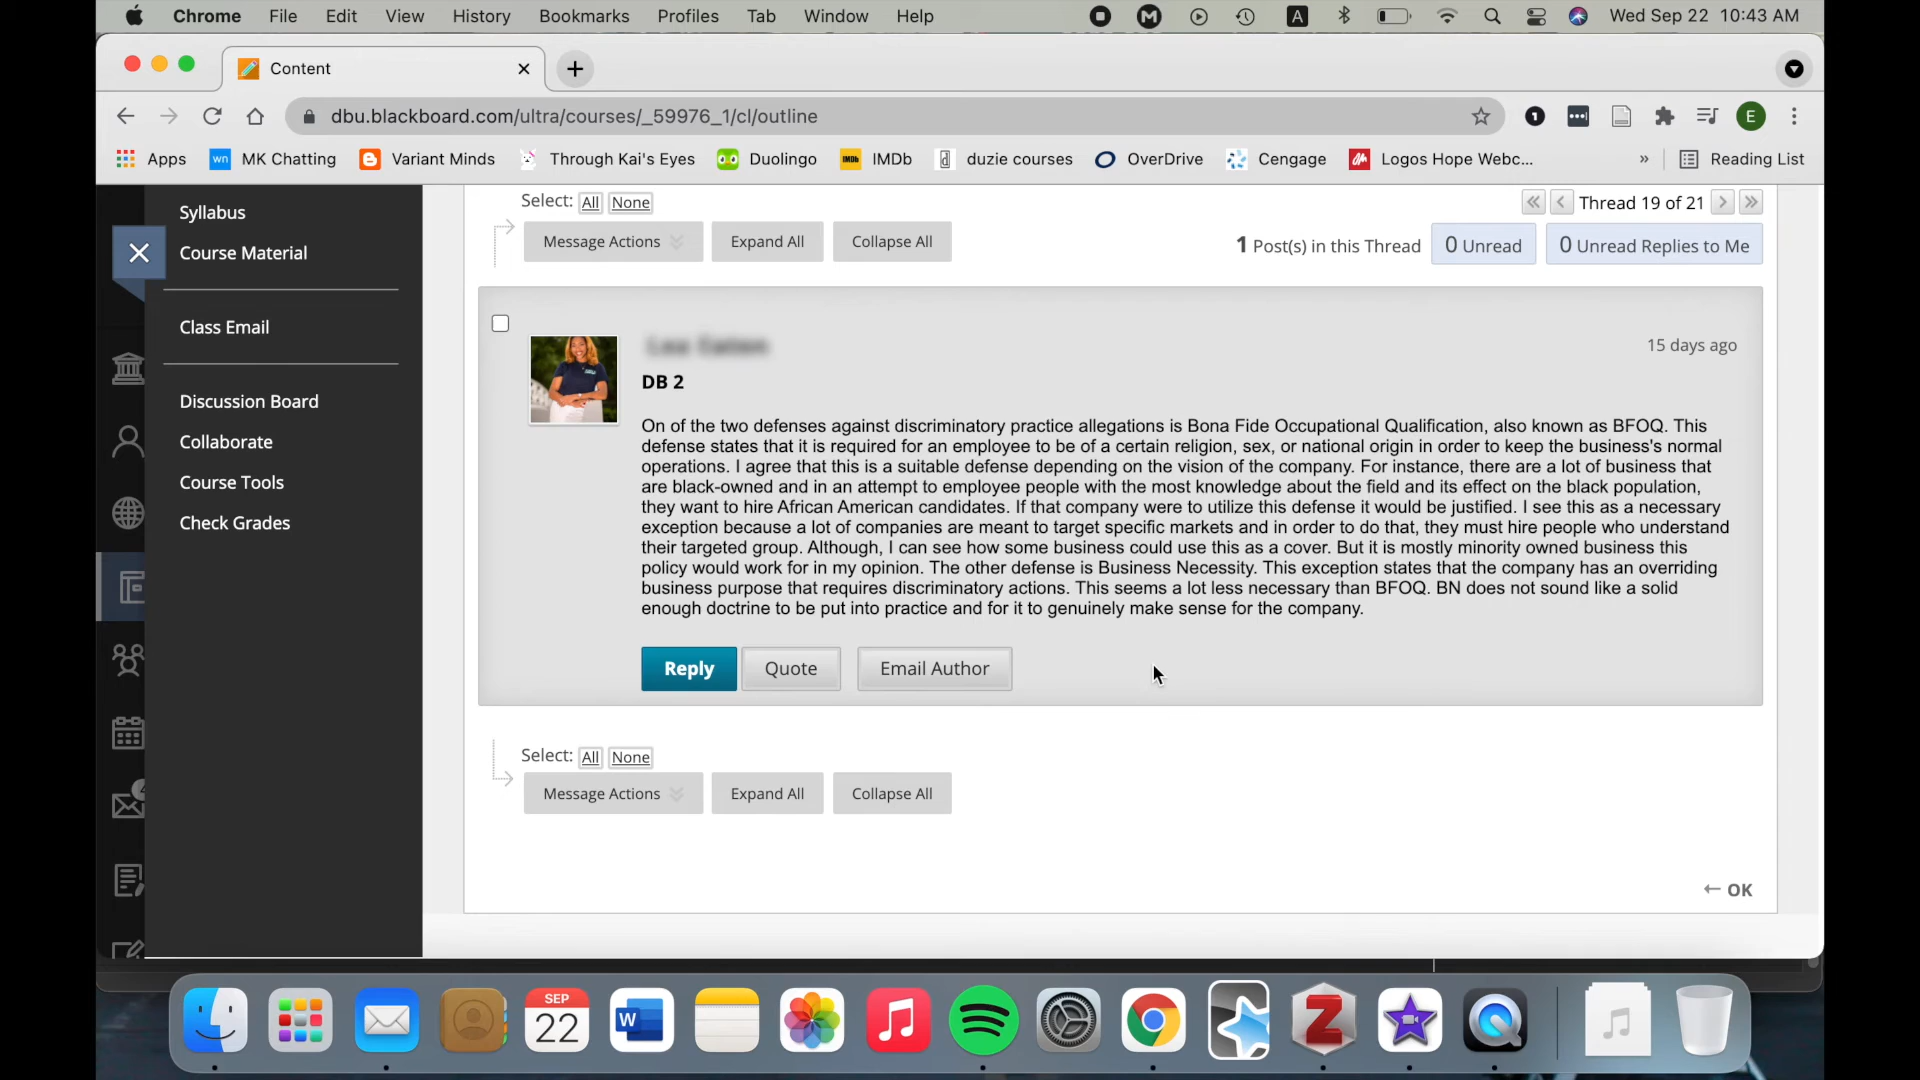 Chrome File Edit View History Bookmarks Profiles Tab Window Help A Wed Sep 22 10:43 AM
Content
dbu.blackboard.com/ultra/courses/_59976_1/cl/outline
E
Apps wn MK Chatting Variant Minds Through Kai's Eyes Duolingo IMDb IMDb d duzie courses OverDrive Cengage Logos Hope Webc... » Reading List
Syllabus
Course Material
Class Email
Discussion Board
Collaborate
Course Tools
Check Grades
Select: All None
Thread 19 of 21
Message Actions Expand All Collapse All
1 Post(s) in this Thread 0 Unread 0 Unread Replies to Me
15 days ago
DB 2
On of the two defenses against discriminatory practice allegations is Bona Fide Occupational Qualification, also known as BFOQ. This
defense states that it is required for an employee to be of a certain religion, sex, or national origin in order to keep the business's normal
operations. I agree that this is a suitable defense depending on the vision of the company. For instance, there are a lot of business that
are black-owned and in an attempt to employee people with the most knowledge about the field and its effect on the black population,
they want to hire African American candidates. If that company were to utilize this defense it would be justified. I see this as a necessary
exception because a lot of companies are meant to target specific markets and in order to do that, they must hire people who understand
their targeted group. Although, I can see how some business could use this as a cover. But it is mostly minority owned business this
policy would work for in my opinion. The other defense is Business Necessity. This exception states that the company has an overriding
business purpose that requires discriminatory actions. This seems a lot less necessary than BFOQ. BN does not sound like a solid
enough doctrine to be put into practice and for it to genuinely make sense for the company.
Reply Quote Email Author
Select: All None
Message Actions Expand All Collapse All
← OK
SEP
22
W
Z